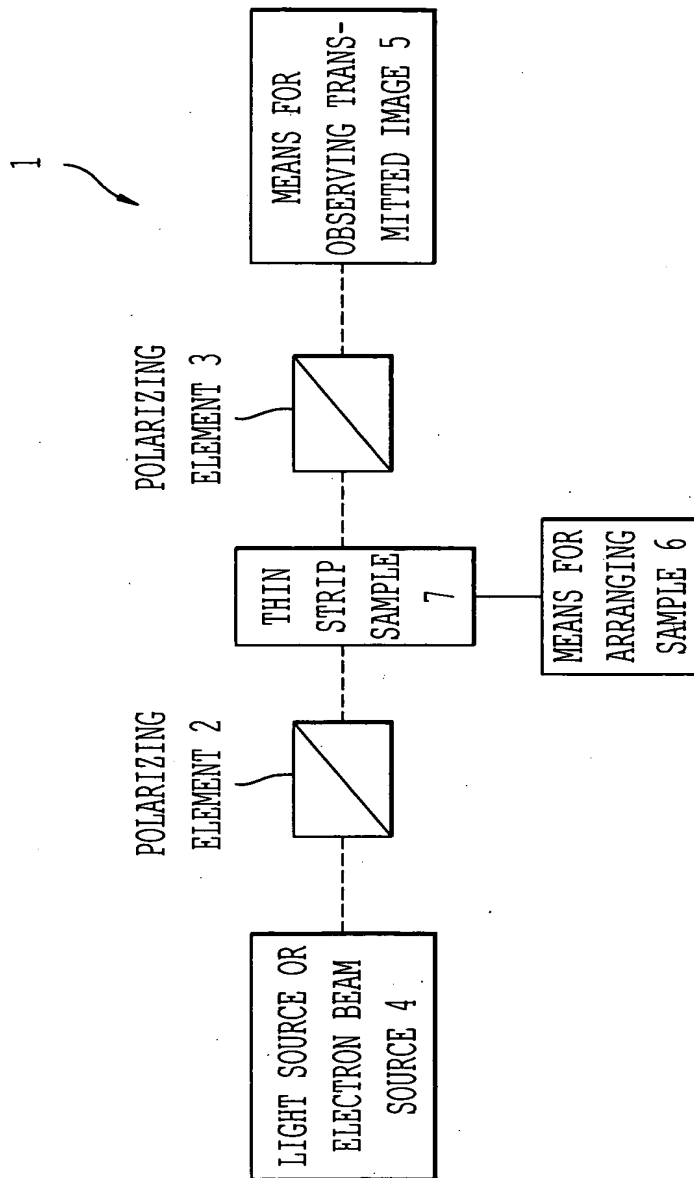 1
LIGHT SOURCE OR
ELECTRON BEAM
SOURCE 4
POLARIZING
ELEMENT 2
THIN
STRIP
SAMPLE
7
MEANS FOR
ARRANGING
SAMPLE 6
POLARIZING
ELEMENT 3
MEANS FOR
OBSERVING TRANS-
MITTED IMAGE 5